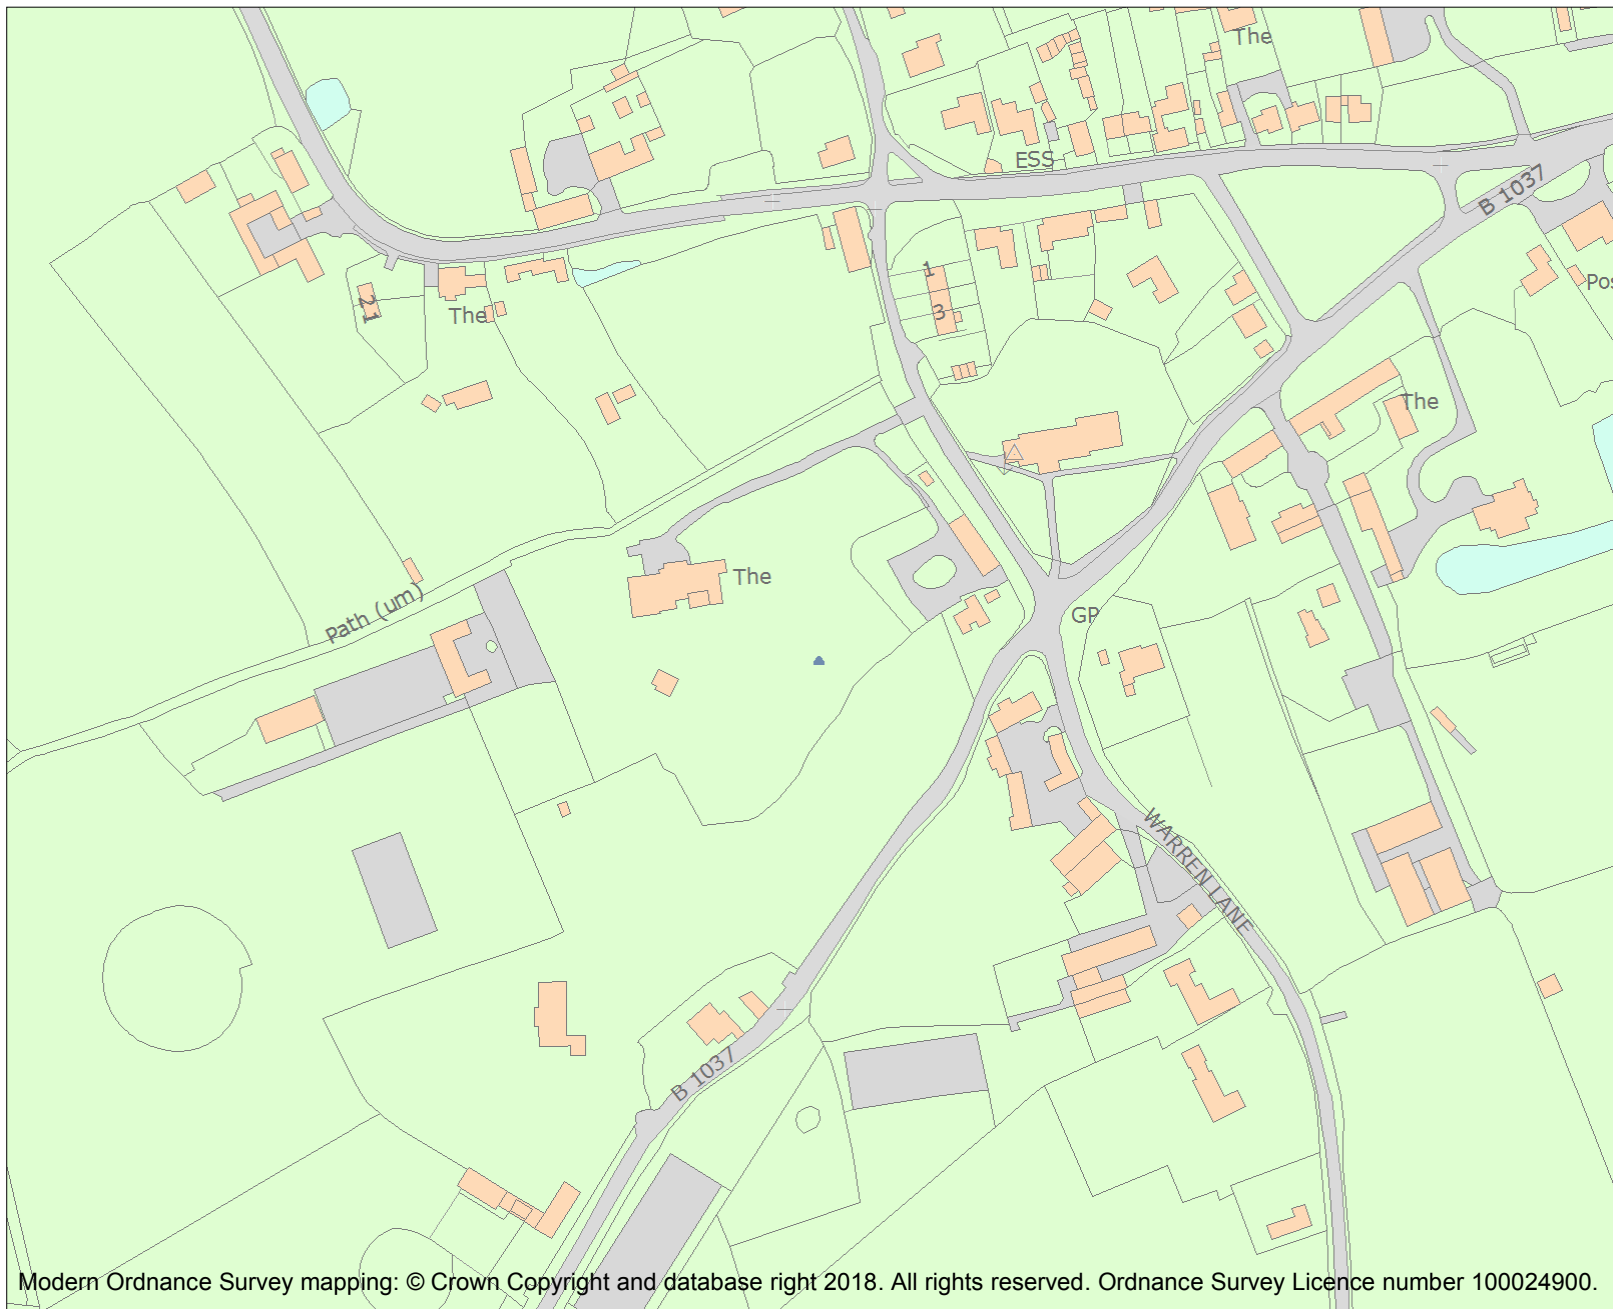 The
ESS
B 1037
1
3
21
The
Pos
The
Path (um)
The
GP
WARREN LANE
B 1037
Modern Ordnance Survey mapping: © Crown Copyright and database right 2018. All rights reserved. Ordnance Survey Licence number 100024900.